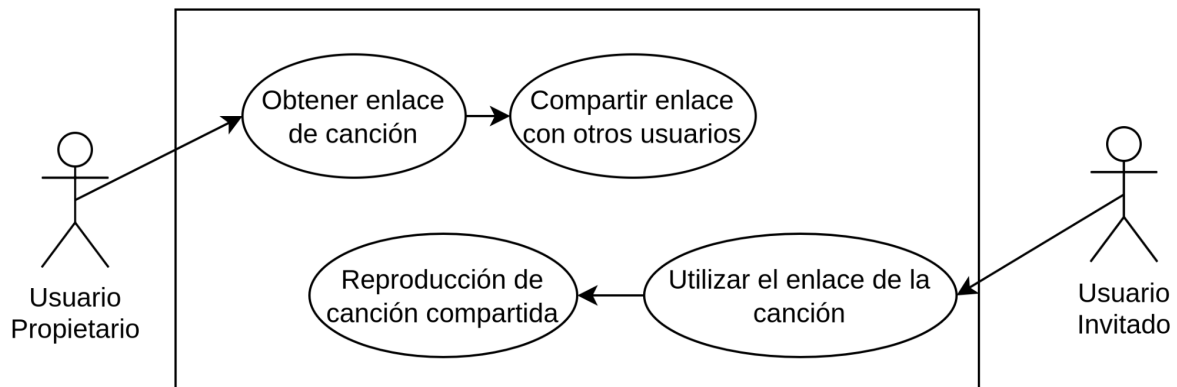 Obtener enlace
de canción
Compartir enlace
con otros usuarios
Usuario
Propietario
Reproducción de
canción compartida
Utilizar el enlace de la
canción
Usuario
Invitado